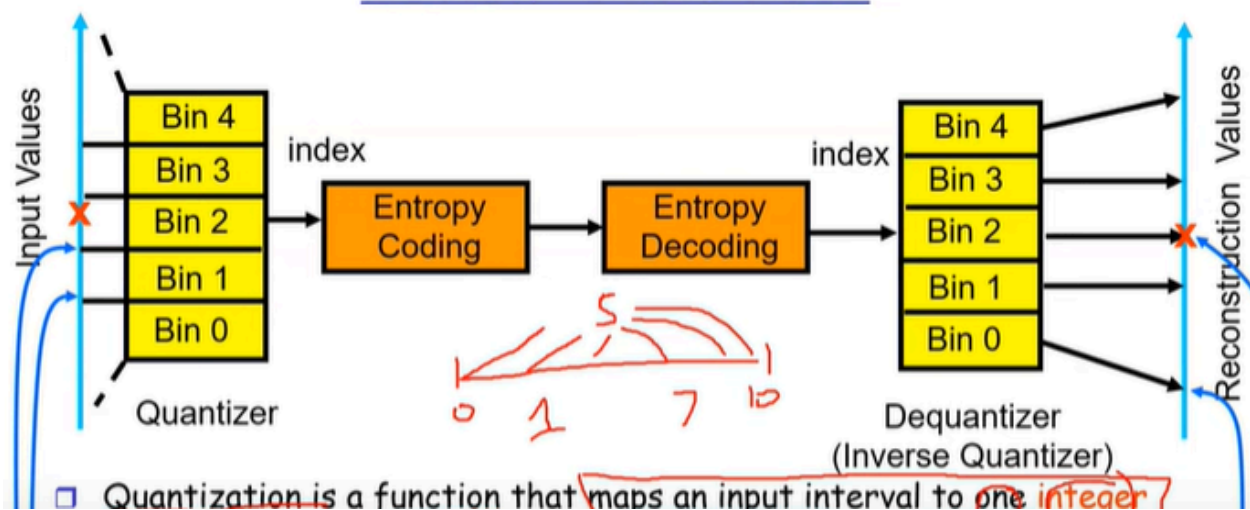 Input Values
Bin 4
Bin 3
Bin 2
Bin 1
Bin 0
Quantizer
index
Entropy
Coding
Entropy
Decoding
index
Bin 4
Bin 3
Bin 2
Bin 1
Bin 0
Dequantizer
(Inverse Quantizer)
Reconstruction Values
5
0 1 7 10
Quantization is a function that maps an input interval to one integer